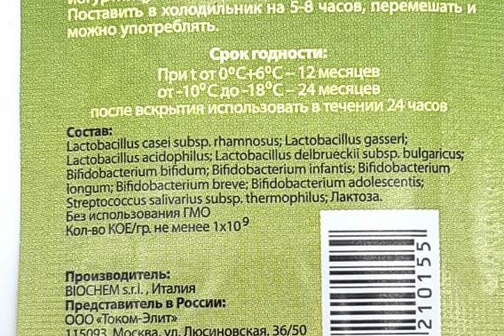 Поставить в холодильник на 5-8 часов, перемешать и
можно употреблять.
Срок годности:
При t от 0°C+6°C – 12 месяцев
от -10°C до -18°C – 24 месяцев
после вскрытия использовать в течении 24 часов
Состав:
Lactobacillus casei subsp. rhamnosus; Lactobacillus gasseri;
Lactobacillus acidophilus; Lactobacillus delbrueckii subsp. bulgaricus;
Bifidobacterium bifidum; Bifidobacterium infantis; Bifidobacterium
longum; Bifidobacterium breve; Bifidobacterium adolescentis;
Streptococcus salivarius subsp. thermophilus; Лактоза.
Без использования ГМО
Кол-во КОЕ/гр. не менее 1х10⁹
Производитель:
BIOCHEM s.r.l. , Италия
Представитель в России:
ООО «Током-Элит»
115093, Москва, ул. Люсиновская, 36/50
210155